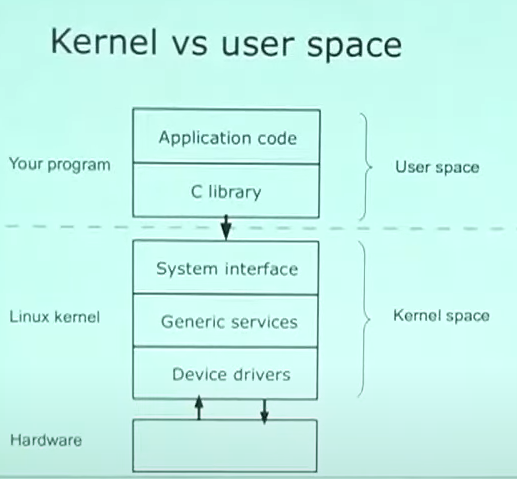 Kernel vs user space
Application code
Your program
User space
C library
System interface
Linux kernel
Generic services
Kernel space
Device drivers
Hardware